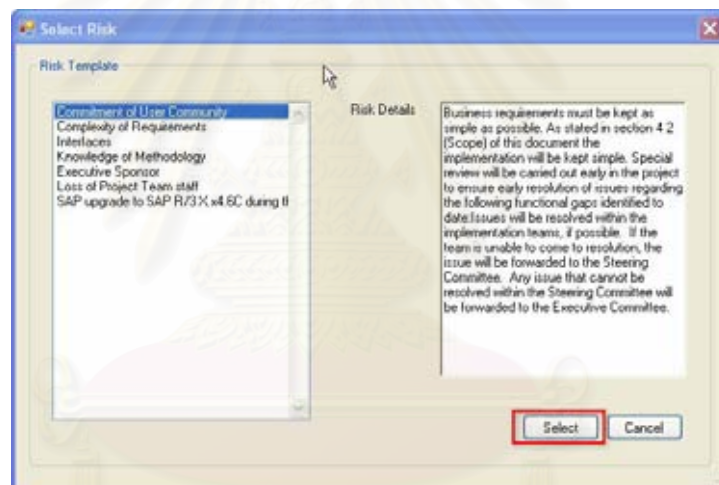 Select Risk
Risk Template
Commitment of User Community
Complexity of Requirements
Interfaces
Knowledge of Methodology
Executive Sponsor
Loss of Project Team staff
SAP upgrade to SAP R/3 X x4.6C during th
Risk Details
Business requirements must be kept as
simple as possible. As stated in section 4.2
(Scope) of this document the
implementation will be kept simple. Special
review will be carried out early in the project
to ensure early resolution of issues regarding
the following functional gaps identified to
date:Issues will be resolved within the
implementation teams, if possible. If the
team is unable to come to resolution, the
issue will be forwarded to the Steering
Committee. Any issue that cannot be
resolved within the Steering Committee will
be forwarded to the Executive Committee.
Select
Cancel